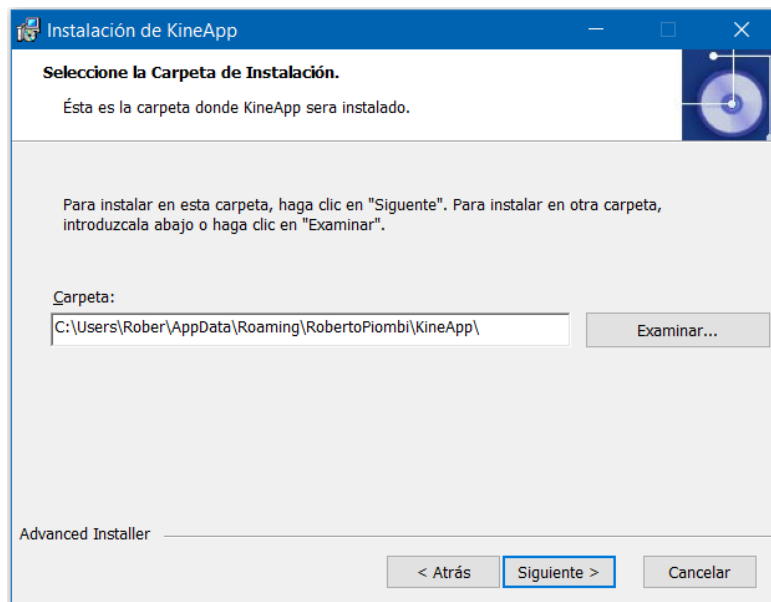 Instalación de KineApp
Seleccione la Carpeta de Instalación.
Ésta es la carpeta donde KineApp sera instalado.
Para instalar en esta carpeta, haga clic en "Siguente". Para instalar en otra carpeta,
introduzcala abajo o haga clic en "Examinar".
Carpeta:
C:\Users\Rober\AppData\Roaming\RobertoPiombi\KineApp\
Examinar...
Advanced Installer
< Atrás
Siguiente >
Cancelar